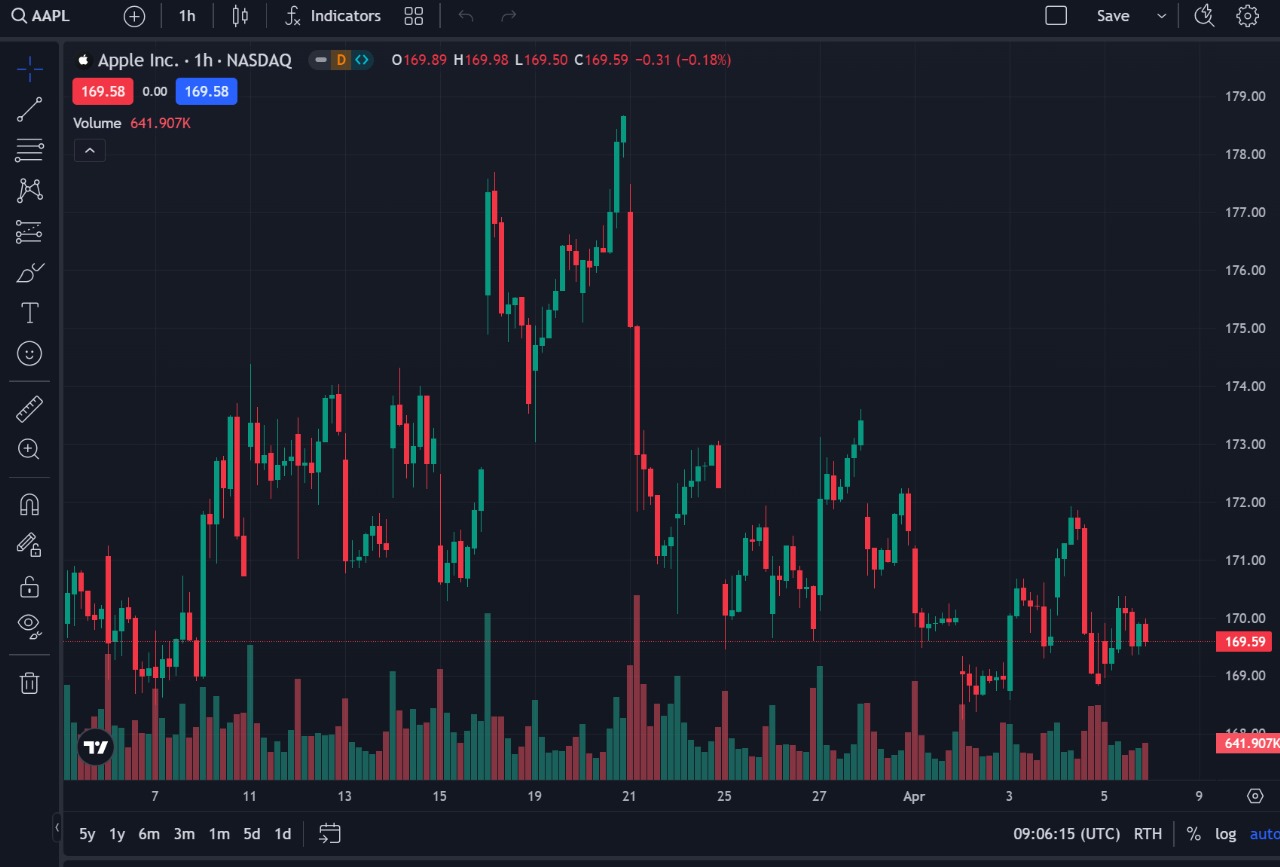 AAPL 1h Indicators Save
Apple Inc. · 1h · NASDAQ D O169.89 H169.98 L169.50 C169.59 −0.31 (−0.18%)
169.58 0.00 169.58
Volume 641.907K
179.00
178.00
177.00
176.00
175.00
174.00
173.00
172.00
171.00
170.00
169.59
169.00
168.00
641.907K
7 11 13 15 19 21 25 27 Apr 3 5 9
5y 1y 6m 3m 1m 5d 1d 09:06:15 (UTC) RTH % log auto